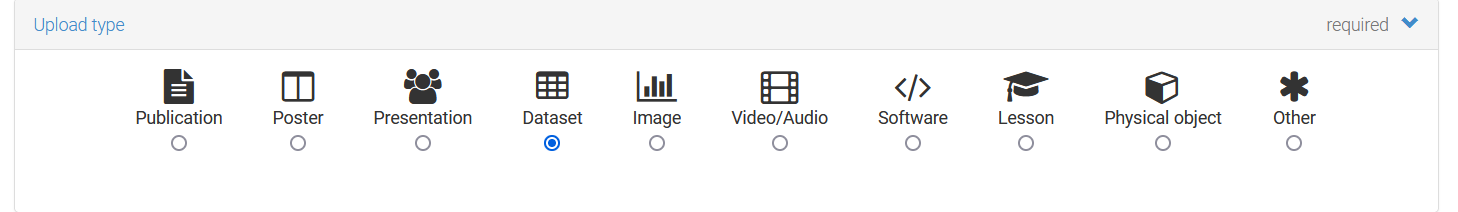 Upload type required
Publication Poster Presentation Dataset Image Video/Audio Software Lesson Physical object Other